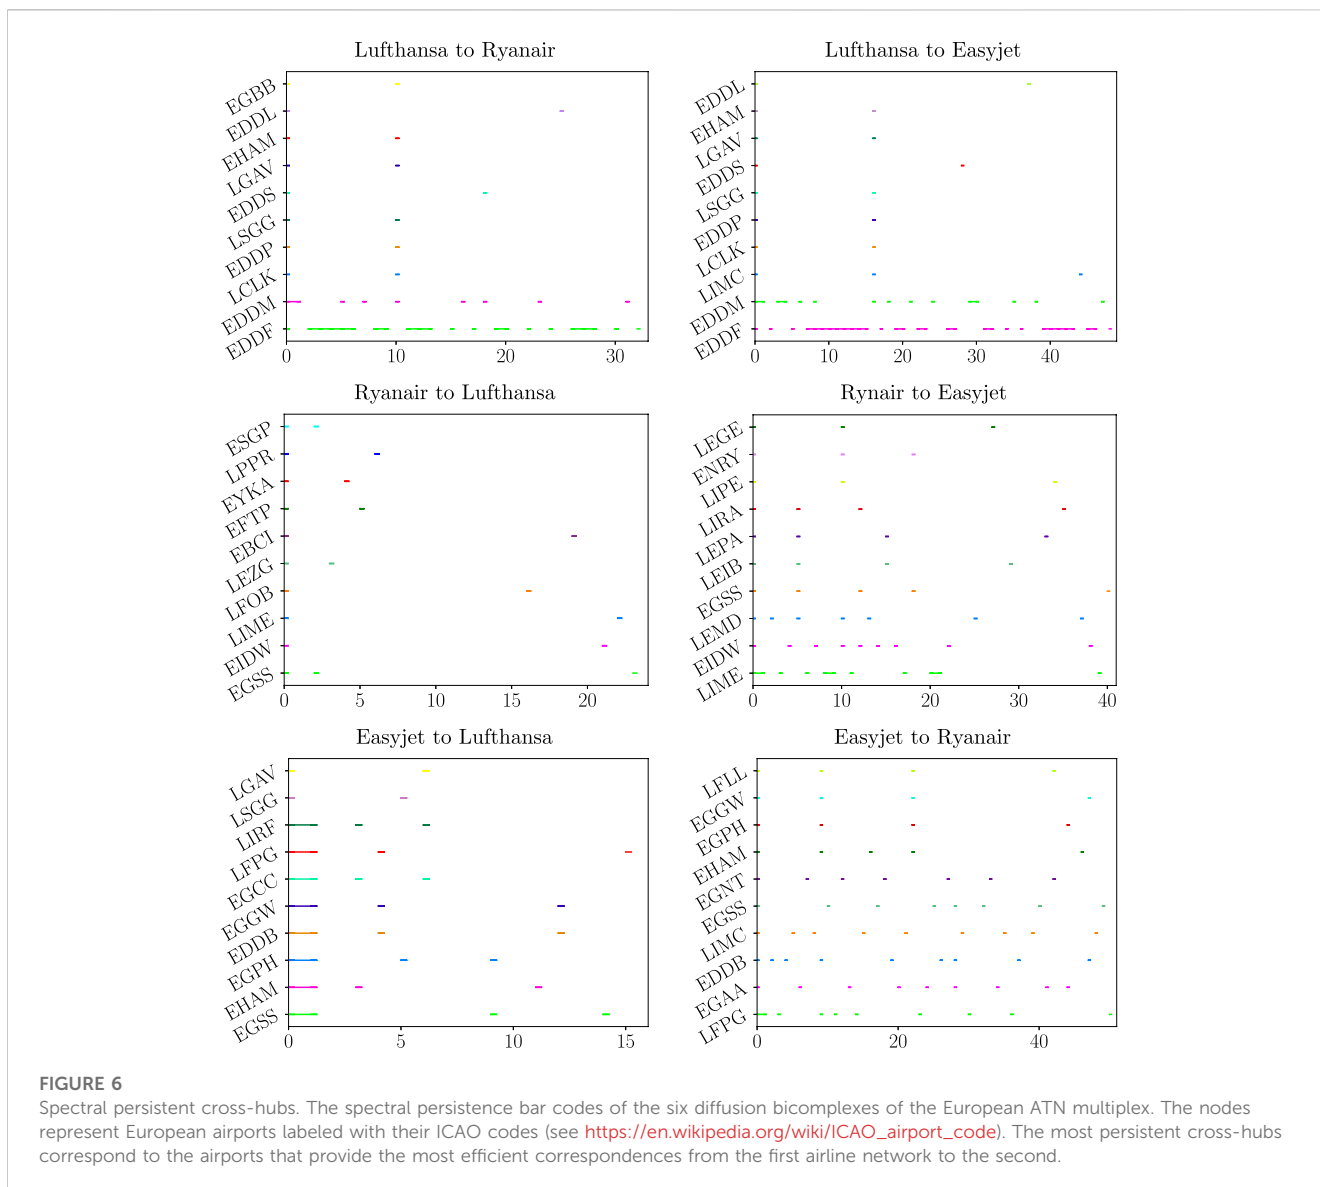 Lufthansa to Ryanair
EGBB
EDDL
EHAM
LGAV
EDDS
LSGG
EDDP
LCLK
EDDM
EDDF
0 10 20 30
Lufthansa to Easyjet
EDDL
EHAM
LGAV
EDDS
LSGG
EDDP
LCLK
LIMC
EDDM
EDDF
0 10 20 30 40
Ryanair to Lufthansa
ESGP
LPPR
EYKA
EFTP
EBCI
LEZG
LFOB
LIME
EIDW
EGSS
0 5 10 15 20
Rynair to Easyjet
LEGE
ENRY
LIPE
LIRA
LEPA
LEIB
EGSS
LEMD
EIDW
LIME
0 10 20 30 40
Easyjet to Lufthansa
LGAV
LSGG
LIRF
LFPG
EGCC
EGGW
EDDB
EGPH
EHAM
EGSS
0 5 10 15
Easyjet to Ryanair
LFLL
EGGW
EGPH
EHAM
EGNT
EGSS
LIMC
EDDB
EGAA
LFPG
0 20 40
FIGURE 6
Spectral persistent cross-hubs. The spectral persistence bar codes of the six diffusion bicomplexes of the European ATN multiplex. The nodes
represent European airports labeled with their ICAO codes (see https://en.wikipedia.org/wiki/ICAO_airport_code). The most persistent cross-hubs
correspond to the airports that provide the most efficient correspondences from the first airline network to the second.